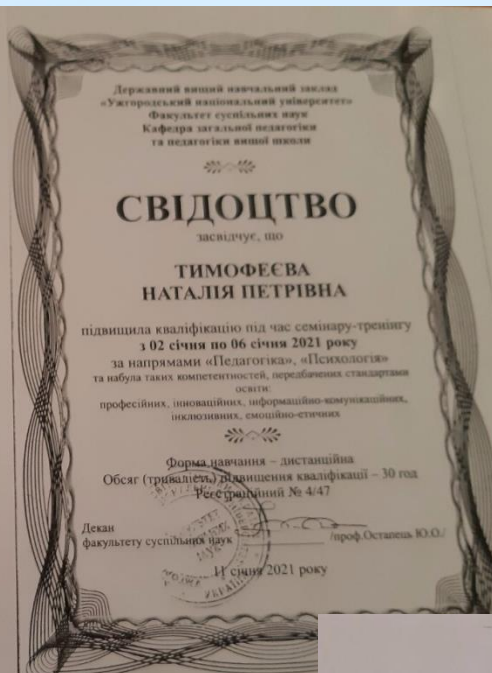 Державний вищий навчальний заклад
«Ужгородський національний університет»
Факультет суспільних наук
Кафедра загальної педагогіки
та педагогіки вищої школи
СВІДОЦТВО
засвідчує, що
ТИМОФЕЄВА
НАТАЛІЯ ПЕТРІВНА
підвищила кваліфікацію під час семінару-тренінгу
з 02 січня по 06 січня 2021 року
за напрямами «Педагогіка», «Психологія»
та набула таких компетентностей, передбачених стандартами
освіти:
професійних, інноваційних, інформаційно-комунікаційних,
інклюзивних, емоційно-етичних
Форма навчання – дистанційна
Обсяг (тривалість) підвищення кваліфікації – 30 год
Реєстраційний № 4/47
Декан
факультету суспільних наук /проф.Остапець Ю.О./
11 січня 2021 року